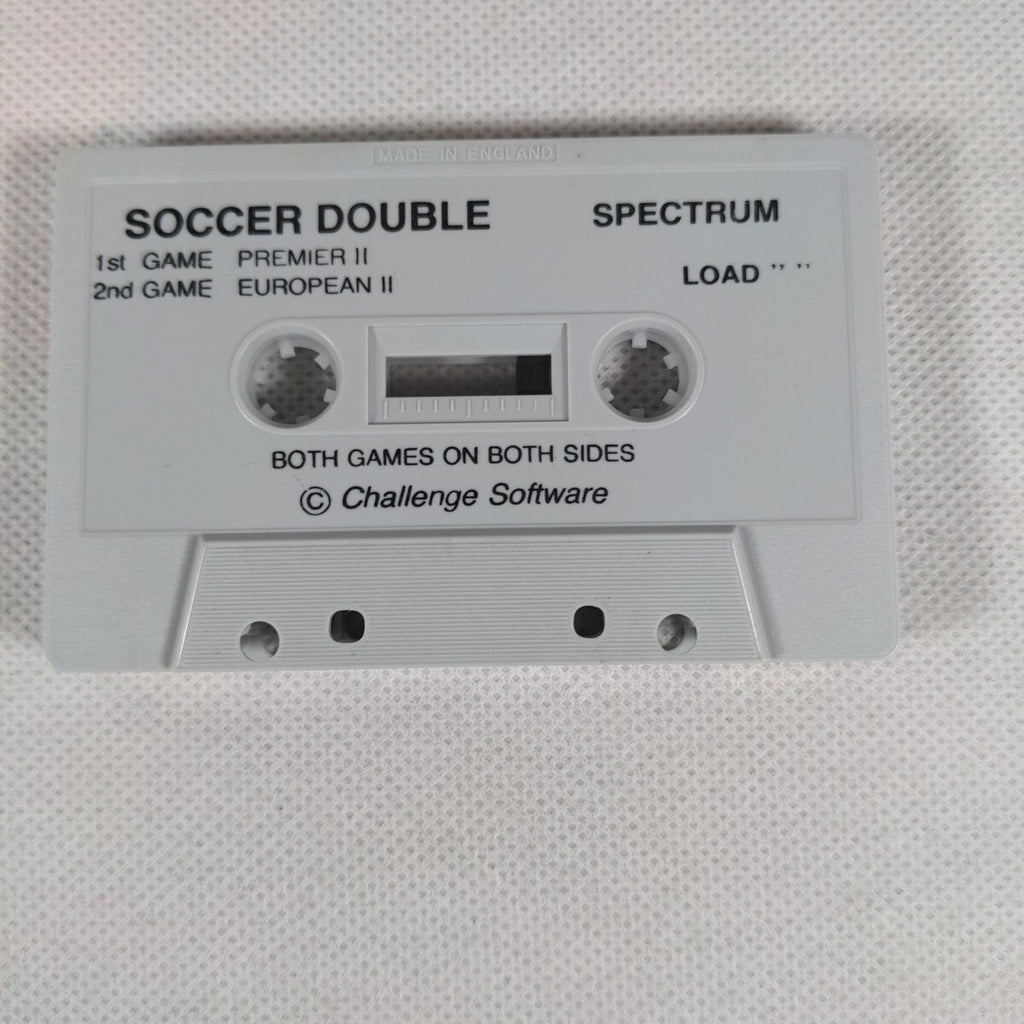 MADE IN ENGLAND
SOCCER DOUBLE SPECTRUM
1st GAME PREMIER II
2nd GAME EUROPEAN II LOAD " "
BOTH GAMES ON BOTH SIDES
© Challenge Software